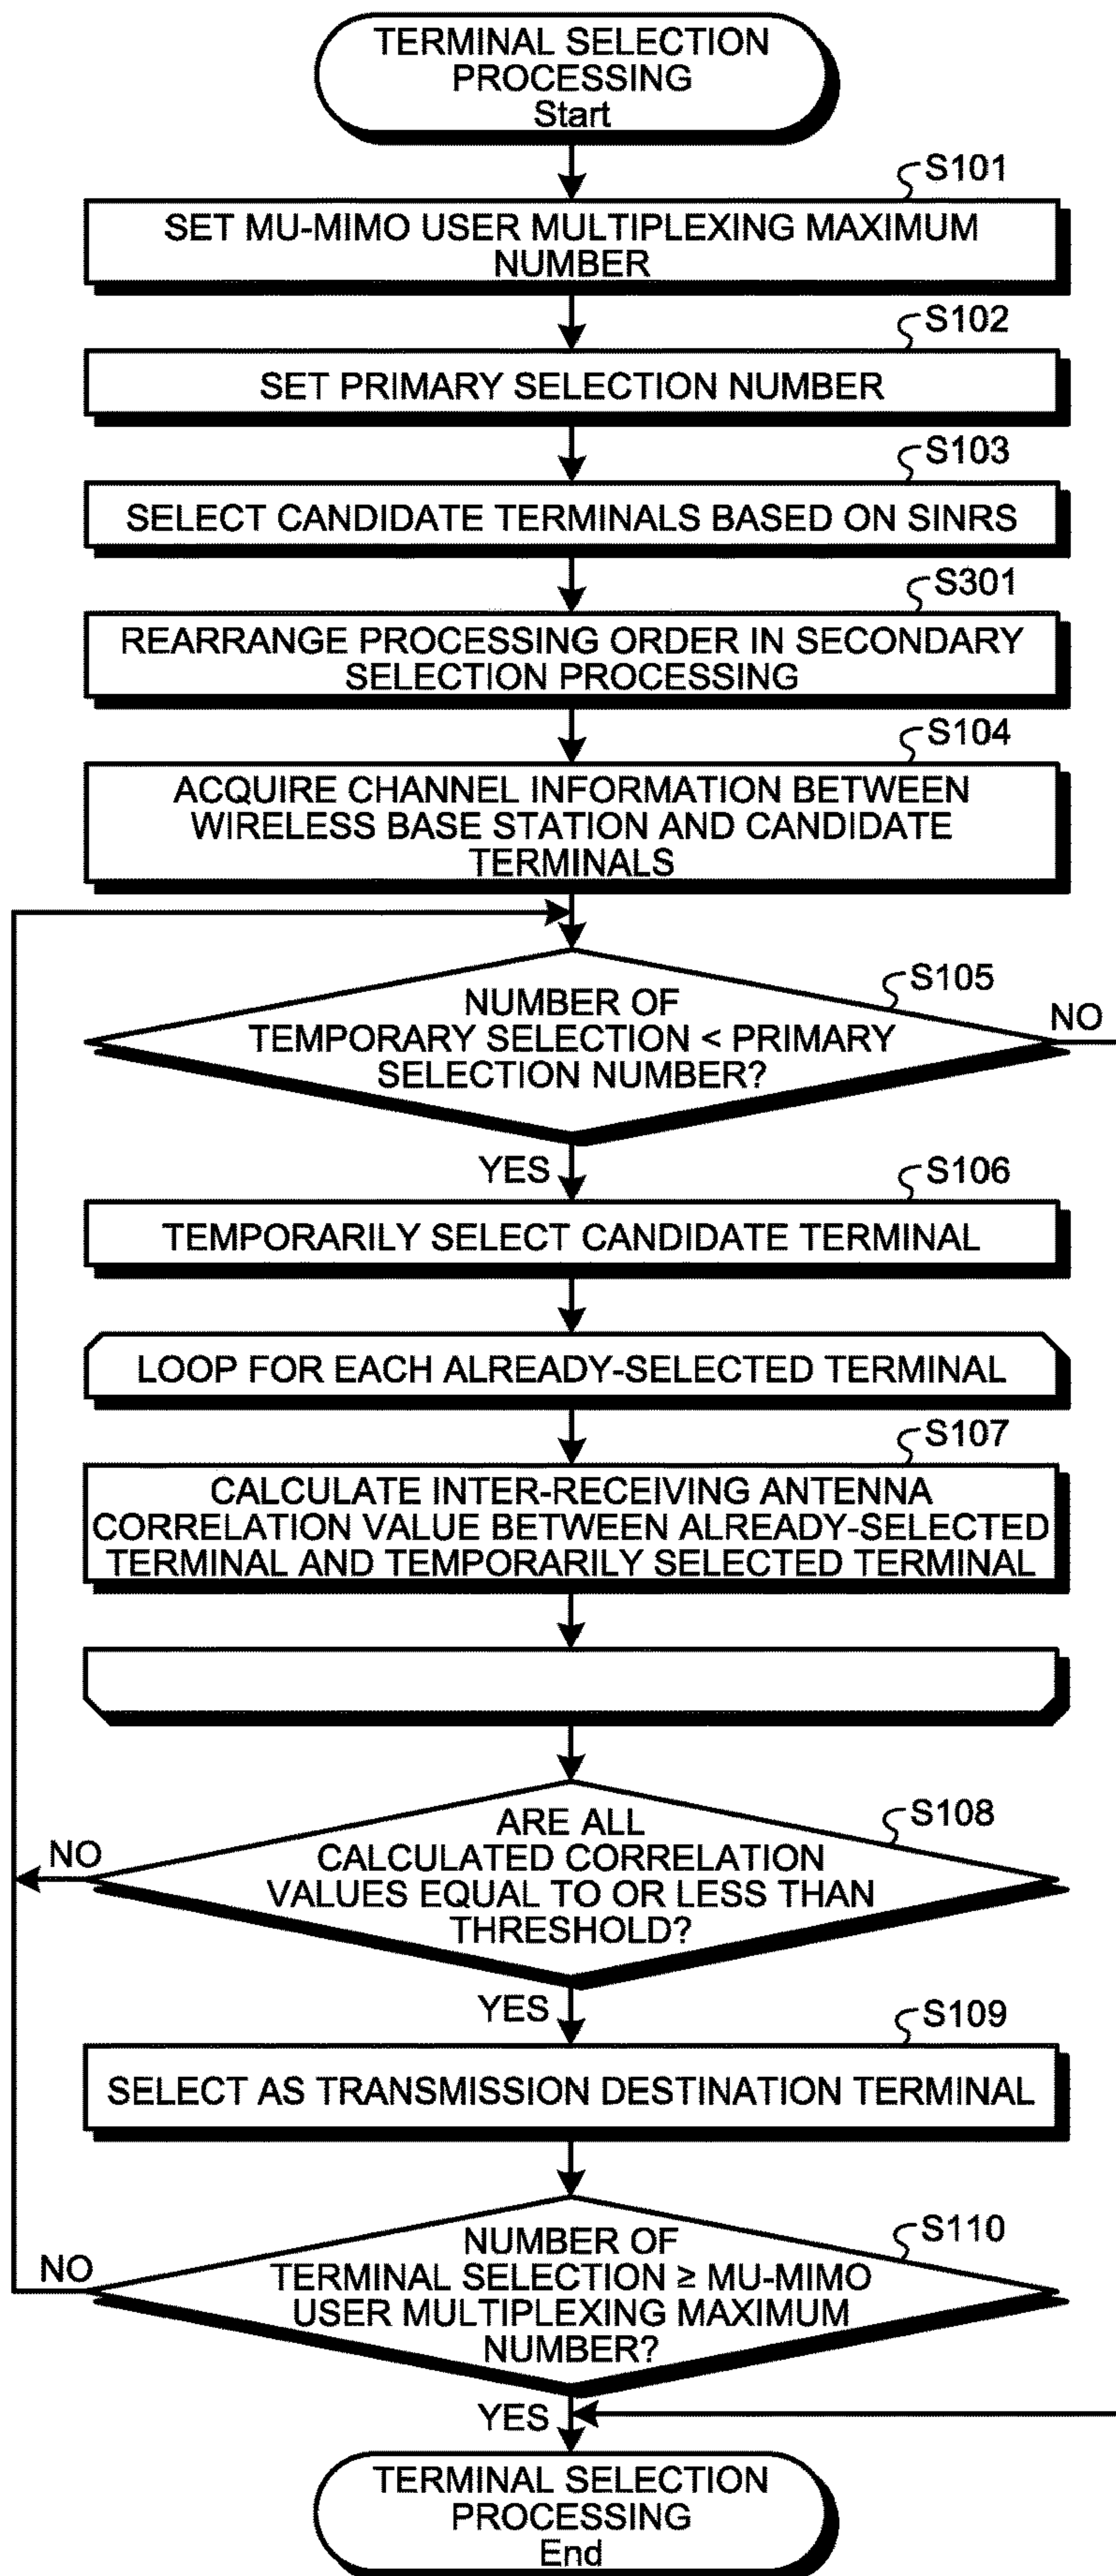 TERMINAL SELECTION
PROCESSING
Start
S101
SET MU-MIMO USER MULTIPLEXING MAXIMUM
NUMBER
S102
SET PRIMARY SELECTION NUMBER
S103
SELECT CANDIDATE TERMINALS BASED ON SINRS
S301
REARRANGE PROCESSING ORDER IN SECONDARY
SELECTION PROCESSING
S104
ACQUIRE CHANNEL INFORMATION BETWEEN
WIRELESS BASE STATION AND CANDIDATE
TERMINALS
S105
NUMBER OF
TEMPORARY SELECTION < PRIMARY
SELECTION NUMBER?
NO
YES
S106
TEMPORARILY SELECT CANDIDATE TERMINAL
LOOP FOR EACH ALREADY-SELECTED TERMINAL
S107
CALCULATE INTER-RECEIVING ANTENNA
CORRELATION VALUE BETWEEN ALREADY-SELECTED
TERMINAL AND TEMPORARILY SELECTED TERMINAL
S108
ARE ALL
CALCULATED CORRELATION
VALUES EQUAL TO OR LESS THAN
THRESHOLD?
NO
YES
S109
SELECT AS TRANSMISSION DESTINATION TERMINAL
S110
NUMBER OF
TERMINAL SELECTION ≥ MU-MIMO
USER MULTIPLEXING MAXIMUM
NUMBER?
NO
YES
TERMINAL SELECTION
PROCESSING
End